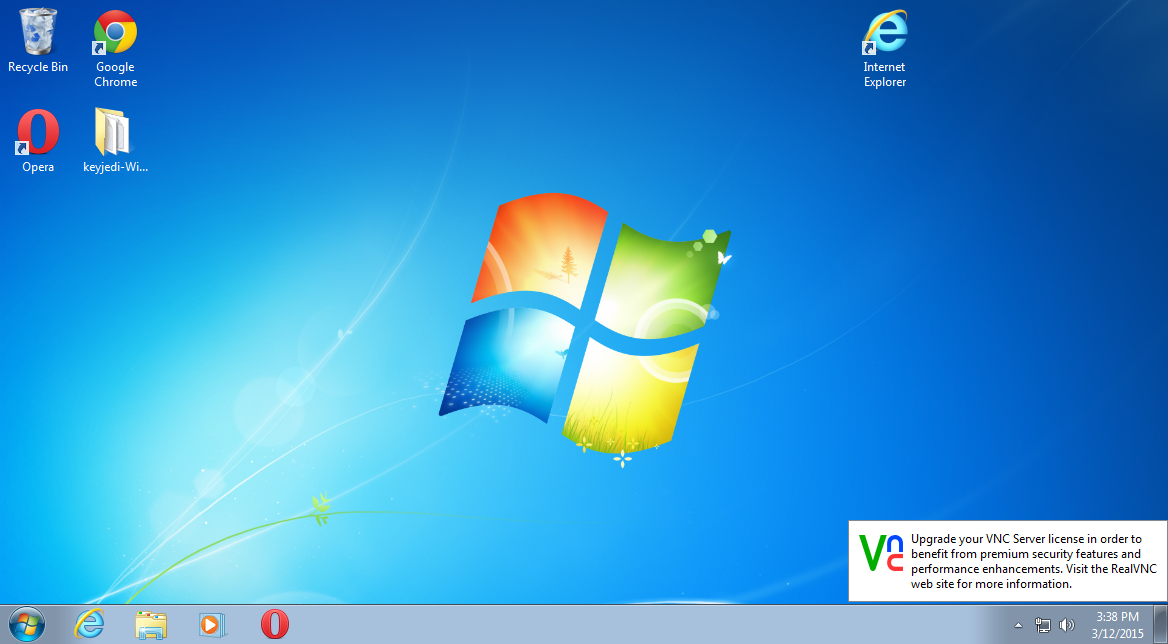 Recycle Bin
Google
Chrome
Internet
Explorer
Opera
keyjedi-Wi...
VNC
Upgrade your VNC Server license in order to
benefit from premium security features and
performance enhancements. Visit the RealVNC
web site for more information.
3:38 PM
3/12/2015